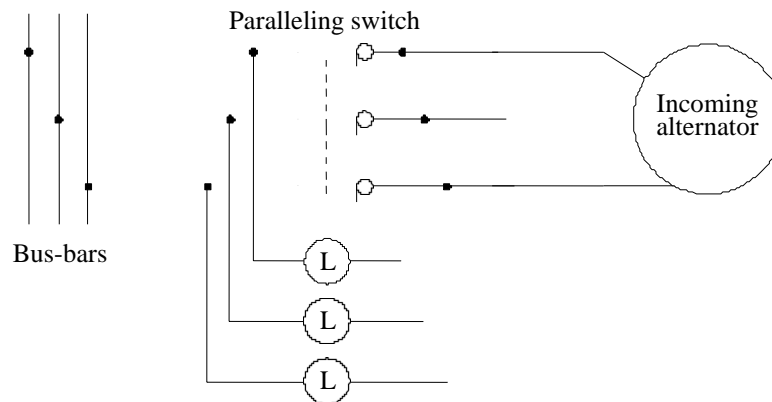 Paralleling switch
Incoming
alternator
Bus-bars
L
L
L